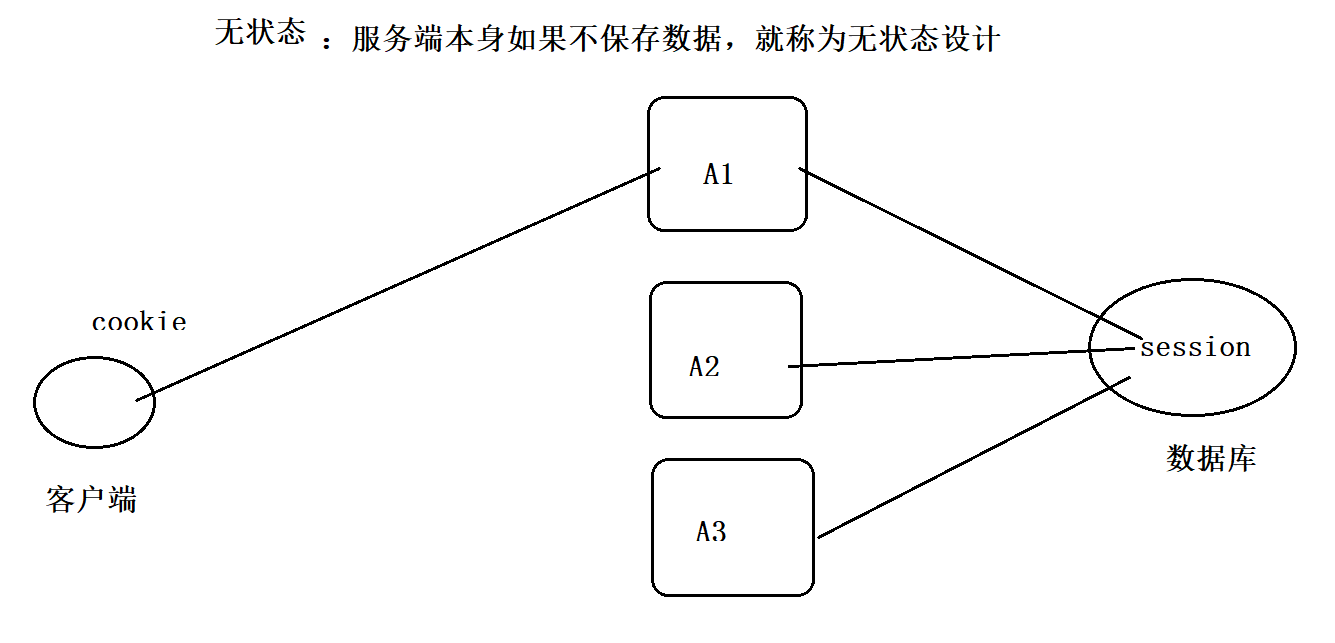 无状态 ：服务端本身如果不保存数据，就称为无状态设计
A1
cookie
A2
session
数据库
客户端
A3